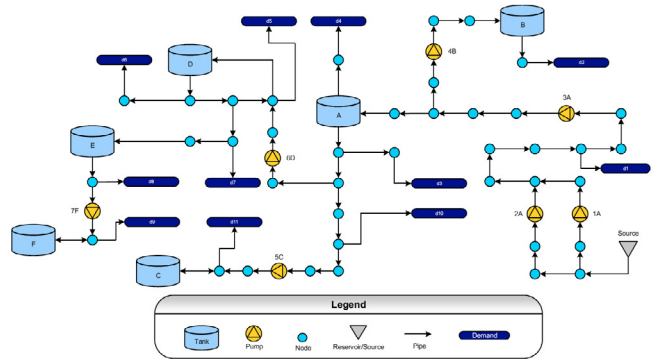 d5
d4
d6
B
4B
D
d2
3A
A
E
6D
d1
d8
d7
d3
7F
2A
1A
Source
d9
d11
d10
F
5C
C
Legend
Tank
Pump
Node
Reservoir/Source
Pipe
Demand